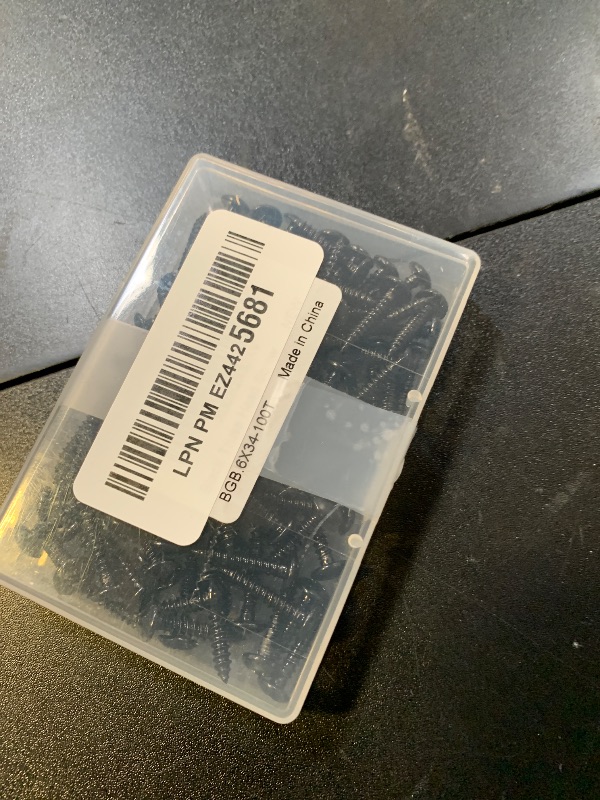 LPN PM EZ4425681
BGB.6X34-100T
Made in China